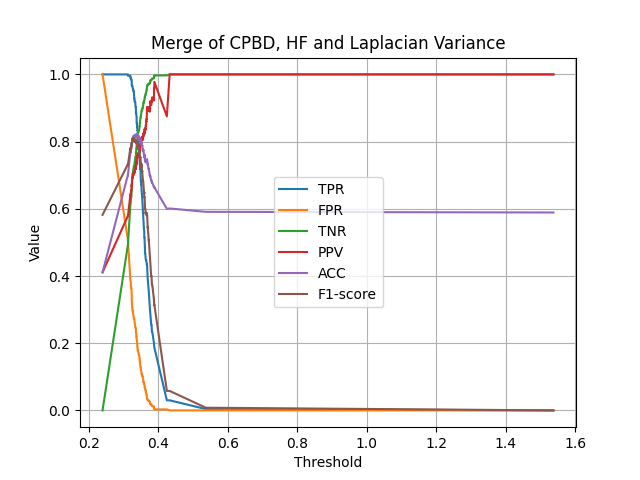 Merge of CPBD, HF and Laplacian Variance
Value
1.0
0.8
0.6
0.4
0.2
0.0
TPR
FPR
TNR
PPV
ACC
F1-score
0.2 0.4 0.6 0.8 1.0 1.2 1.4 1.6
Threshold